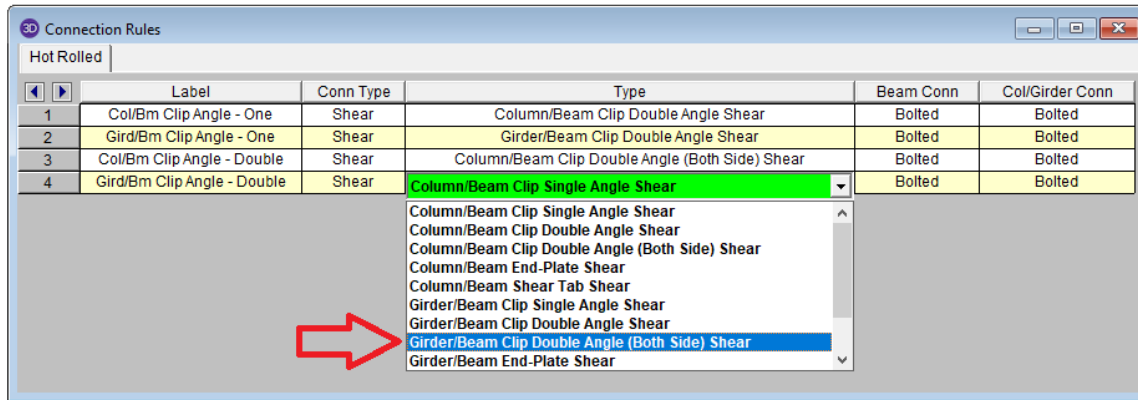 3D Connection Rules
Hot Rolled
Label Conn Type Type Beam Conn Col/Girder Conn
1 Col/Bm Clip Angle - One Shear Column/Beam Clip Double Angle Shear Bolted Bolted
2 Gird/Bm Clip Angle - One Shear Girder/Beam Clip Double Angle Shear Bolted Bolted
3 Col/Bm Clip Angle - Double Shear Column/Beam Clip Double Angle (Both Side) Shear Bolted Bolted
4 Gird/Bm Clip Angle - Double Shear Column/Beam Clip Single Angle Shear Bolted Bolted
Column/Beam Clip Single Angle Shear
Column/Beam Clip Double Angle Shear
Column/Beam Clip Double Angle (Both Side) Shear
Column/Beam End-Plate Shear
Column/Beam Shear Tab Shear
Girder/Beam Clip Single Angle Shear
Girder/Beam Clip Double Angle Shear
Girder/Beam Clip Double Angle (Both Side) Shear
Girder/Beam End-Plate Shear